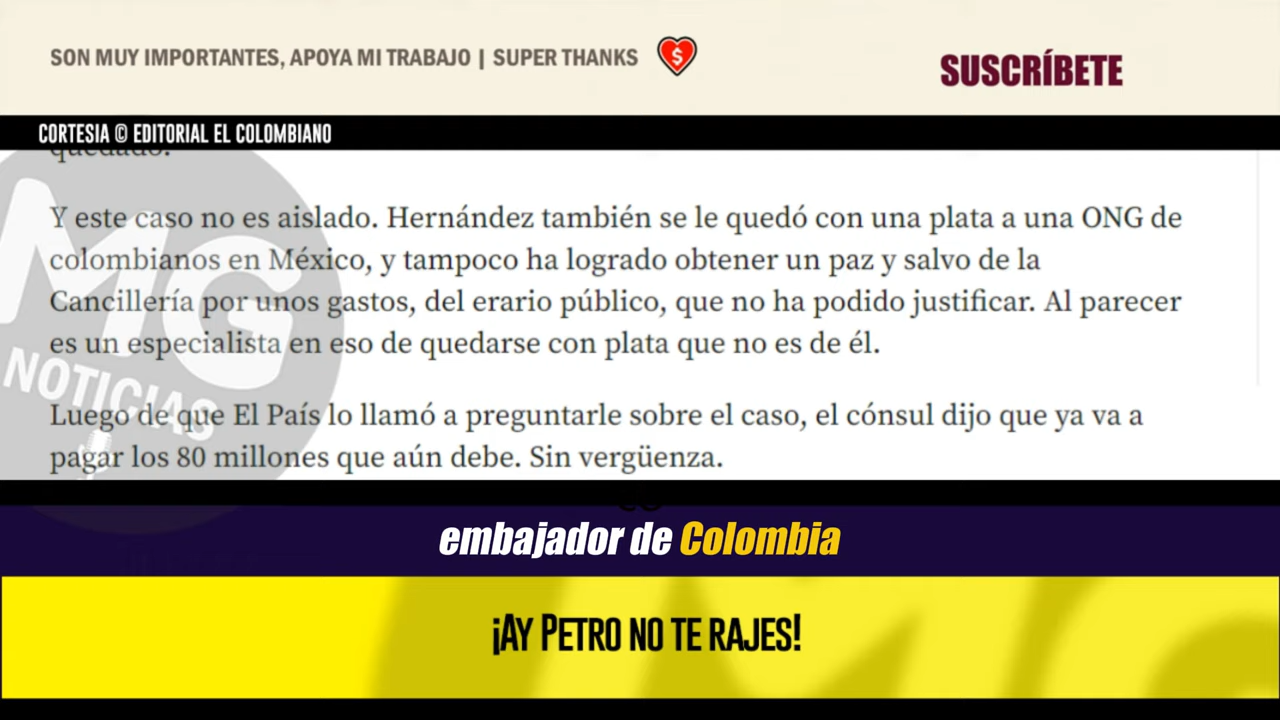 SON MUY IMPORTANTES, APOYA MI TRABAJO | SUPER THANKS
SUSCRÍBETE
CORTESIA © EDITORIAL EL COLOMBIANO
quedado.
Y este caso no es aislado. Hernández también se le quedó con una plata a una ONG de
colombianos en México, y tampoco ha logrado obtener un paz y salvo de la
Cancillería por unos gastos, del erario público, que no ha podido justificar. Al parecer
es un especialista en eso de quedarse con plata que no es de él.
Luego de que El País lo llamó a preguntarle sobre el caso, el cónsul dijo que ya va a
pagar los 80 millones que aún debe. Sin vergüenza.
MG
NOTICIAS
embajador de Colombia
¡AY PETRO NO TE RAJES!